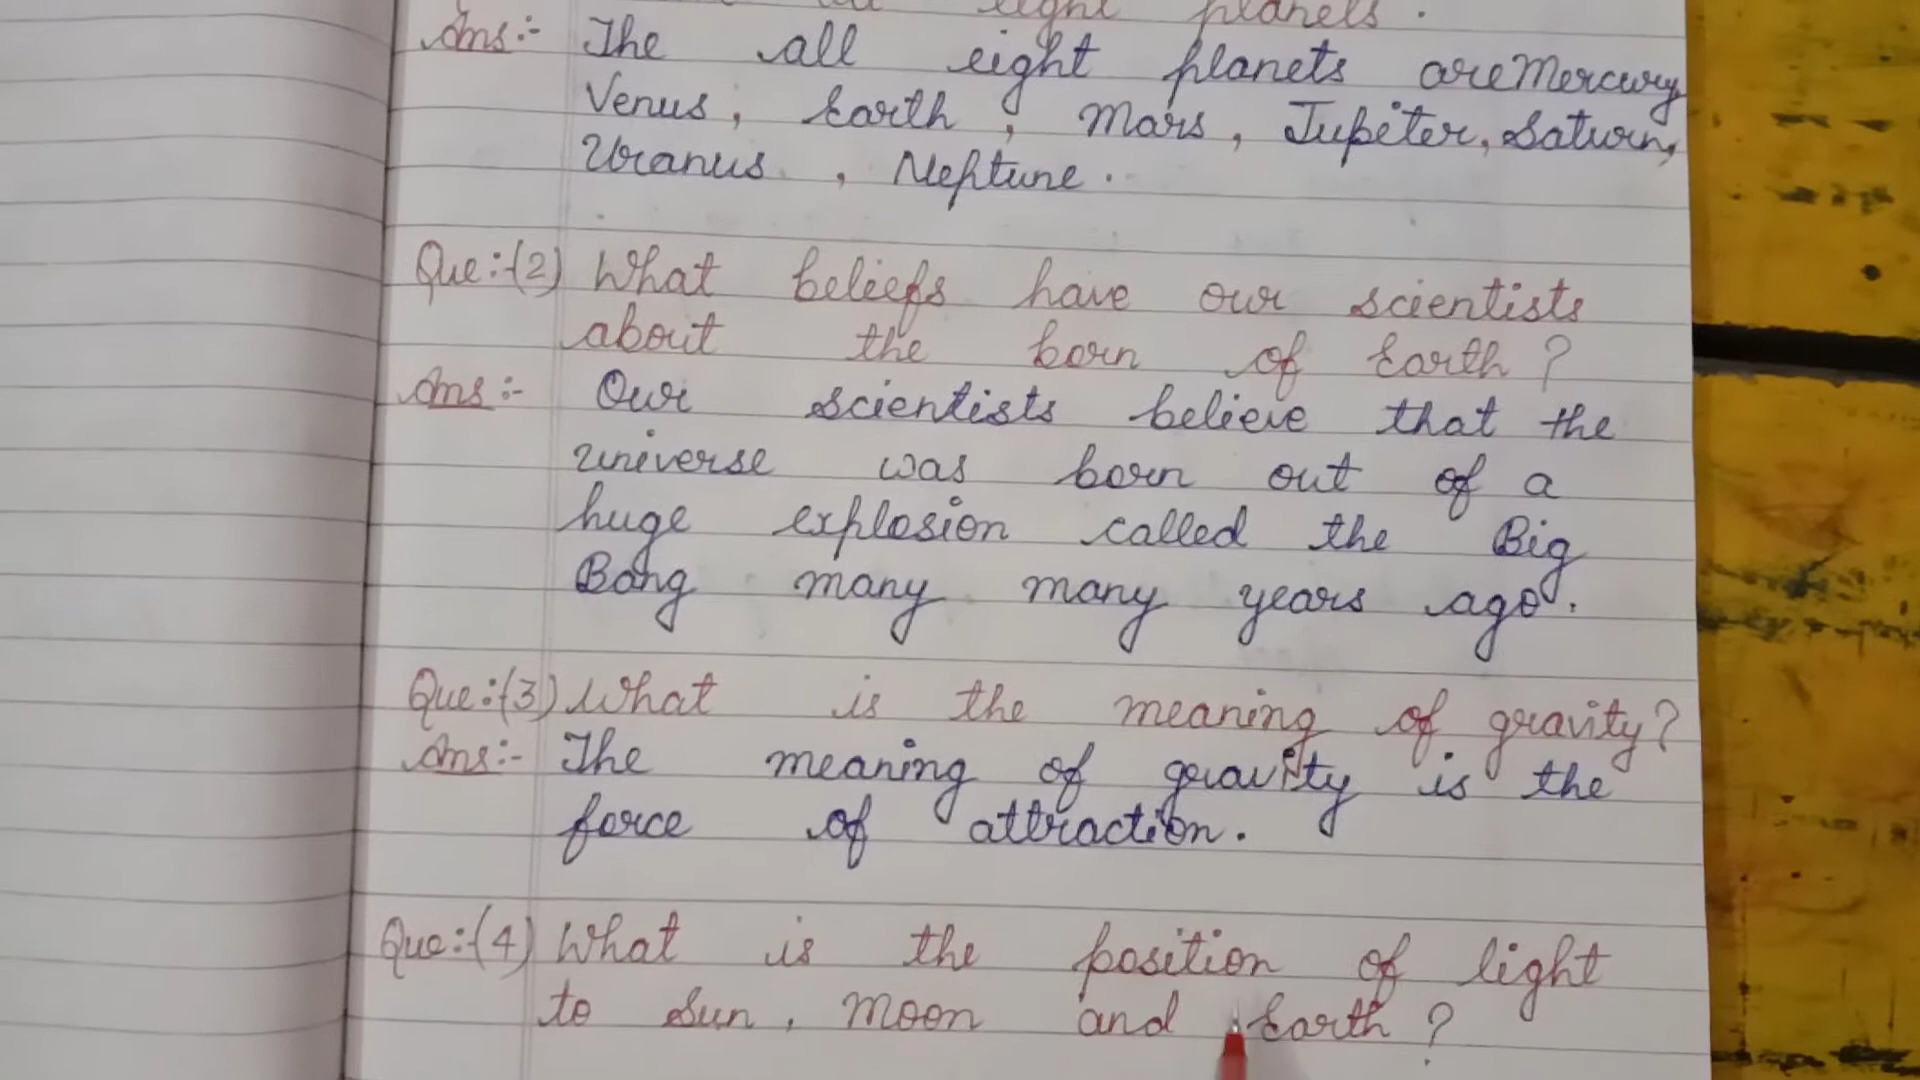 light planets.
Ans:- The all eight planets are Mercury
Venus, Earth, Mars, Jupiter, Saturn,
Uranus, Neptune.
Que:-(2) What beliefs have our scientists
about the born of Earth?
Ans:- Our scientists believe that the
universe was born out of a
huge explosion called the Big
Bang many many years ago.
Que:-(3) What is the meaning of gravity?
Ans:- The meaning of gravity is the
force of attraction.
Que:-(4) What is the position of light
to Sun, Moon and Earth?